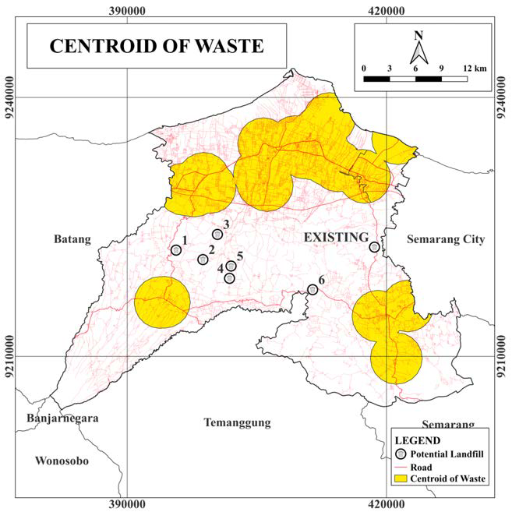 390000
420000
CENTROID OF WASTE
N
0 3 6 9 12 km
9240000
9240000
3
Batang
EXISTING
Semarang City
1
2
5
4
6
9210000
9210000
Banjarnegara
Temanggung
Semarang
LEGEND
Potential Landfill
Road
Centroid of Waste
Wonosobo
390000
420000